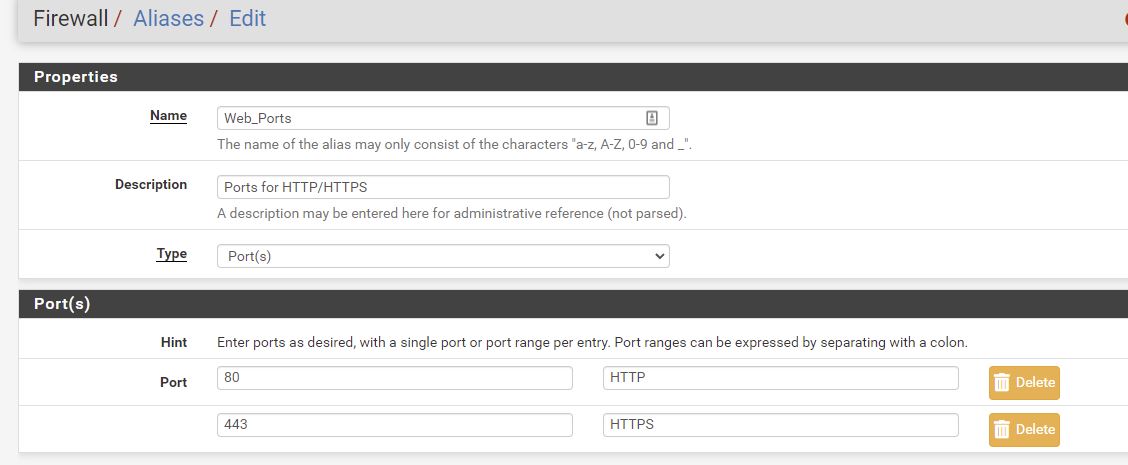 Firewall / Aliases / Edit
Properties
Name Web_Ports
The name of the alias may only consist of the characters "a-z, A-Z, 0-9 and _".
Description Ports for HTTP/HTTPS
A description may be entered here for administrative reference (not parsed).
Type Port(s)
Port(s)
Hint Enter ports as desired, with a single port or port range per entry. Port ranges can be expressed by separating with a colon.
Port 80 HTTP Delete
443 HTTPS Delete